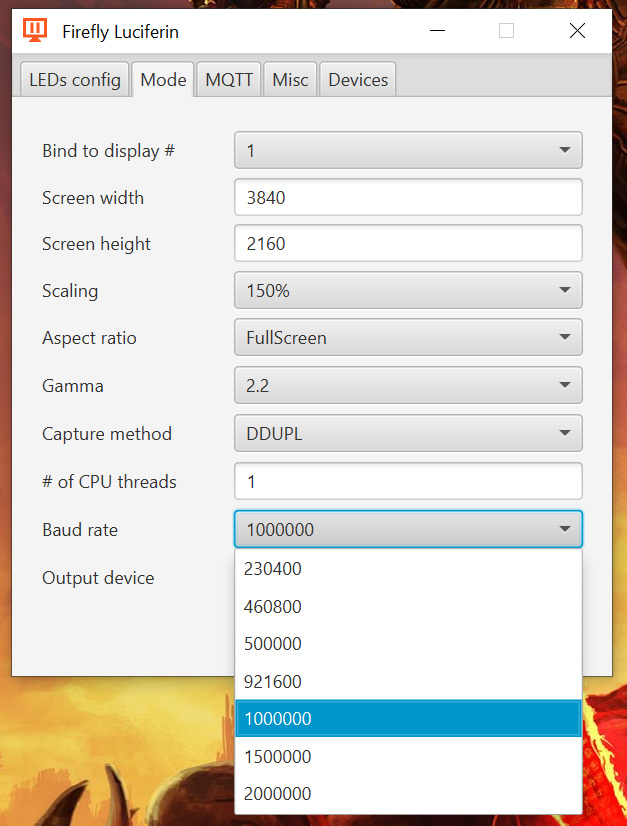 Firefly Luciferin
LEDs config Mode MQTT Misc Devices
Bind to display # 1
Screen width 3840
Screen height 2160
Scaling 150%
Aspect ratio FullScreen
Gamma 2.2
Capture method DDUPL
# of CPU threads 1
Baud rate 1000000
Output device
230400
460800
500000
921600
1000000
1500000
2000000